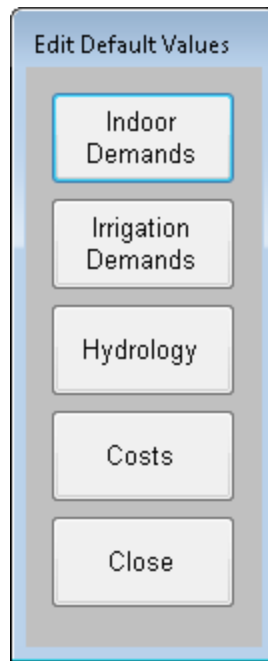 Edit Default Values
Indoor
Demands
Irrigation
Demands
Hydrology
Costs
Close